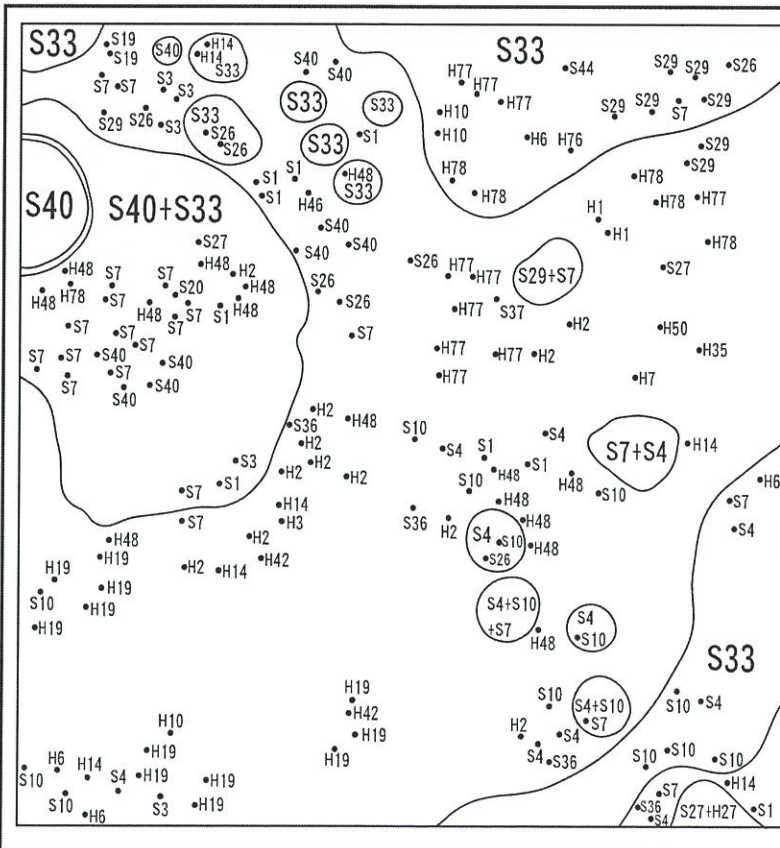 S33 S19 S40 H14 S33
S19 H14 S40 S44 S29 S29 S26
S33 S40 H77
S7 S7 S3 S33 S33 H77 H77 S29 S29 S7 S29
S3 H10
S29 S26 S3 S33 S26 S1 H10 H6 H76 S29
S26 S33 S29
S1 H48 H78 H78 H78 H77
S40 S40+S33 S1 H46 S33 H78
S40 H1 H1 H78
S27 S40 S40
H48 H48 H2 S26 H77 H77 S29+S7 S27
H48 H78 S7 S7 S20 H48 S26
S7 H48 S7 S7 S1 H48 S26 H77 S37
S7 S7 S7 S7 H2 H50
S7 S7 S40 S40 H77 H77 H2 H35
S7 S7 S40 S40 H77 H7
H2 H48
S36 S10 S4
H2 S4 S1 S7+S4 H14
S3 H2 H2 H48 S1 H48 H6
S7 S1 H2 S10 S10
H14 H48 S7
S7 H3 S36 H2 H48 S4
H48 H2 S4 S10 H48
H19 H42 S26
H2 H14
H19 H19
S10 H19 S4+S10 S4
H19 +S7 S10
H48
S33
H19 S10 S4+S10 S10 S4
H10 H42 S7
H19 H19 H2 S4 S10
H6 H14 H19 H19 S4 S36 S10 S10
S10 S4 H14
S10 S3 H19 S7
H6 S36 S27+H27 S1
S4